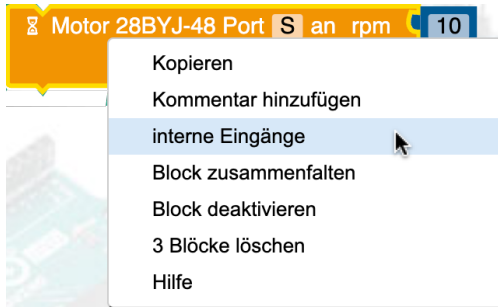 Motor 28BYJ-48 Port S an rpm 10
Kopieren
Kommentar hinzufügen
interne Eingänge
Block zusammenfalten
Block deaktivieren
3 Blöcke löschen
Hilfe